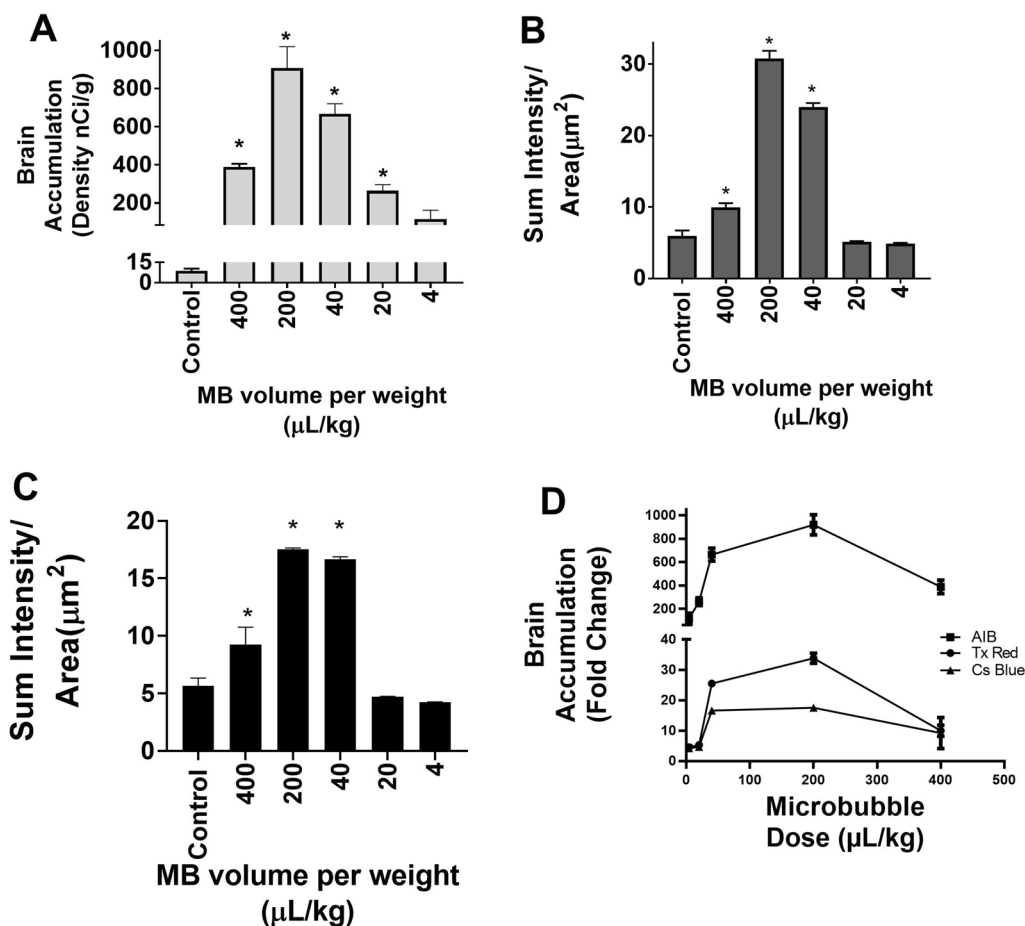 A
Brain
Accumulation
(Density nCi/g)
1000
800
600
400
200
15
0
*
*
*
*
Control
400
200
40
20
4
MB volume per weight
(μL/kg)
B
Sum Intensity/
Area(μm²)
30
20
10
0
*
*
*
Control
400
200
40
20
4
MB volume per weight
(μL/kg)
C
Sum Intensity/
Area(μm²)
20
15
10
5
0
*
*
*
Control
400
200
40
20
4
MB volume per weight
(μL/kg)
D
Brain
Accumulation
(Fold Change)
1000
800
600
400
200
40
30
20
10
0
0
100
200
300
400
500
AIB
Tx Red
Cs Blue
Microbubble
Dose (μL/kg)